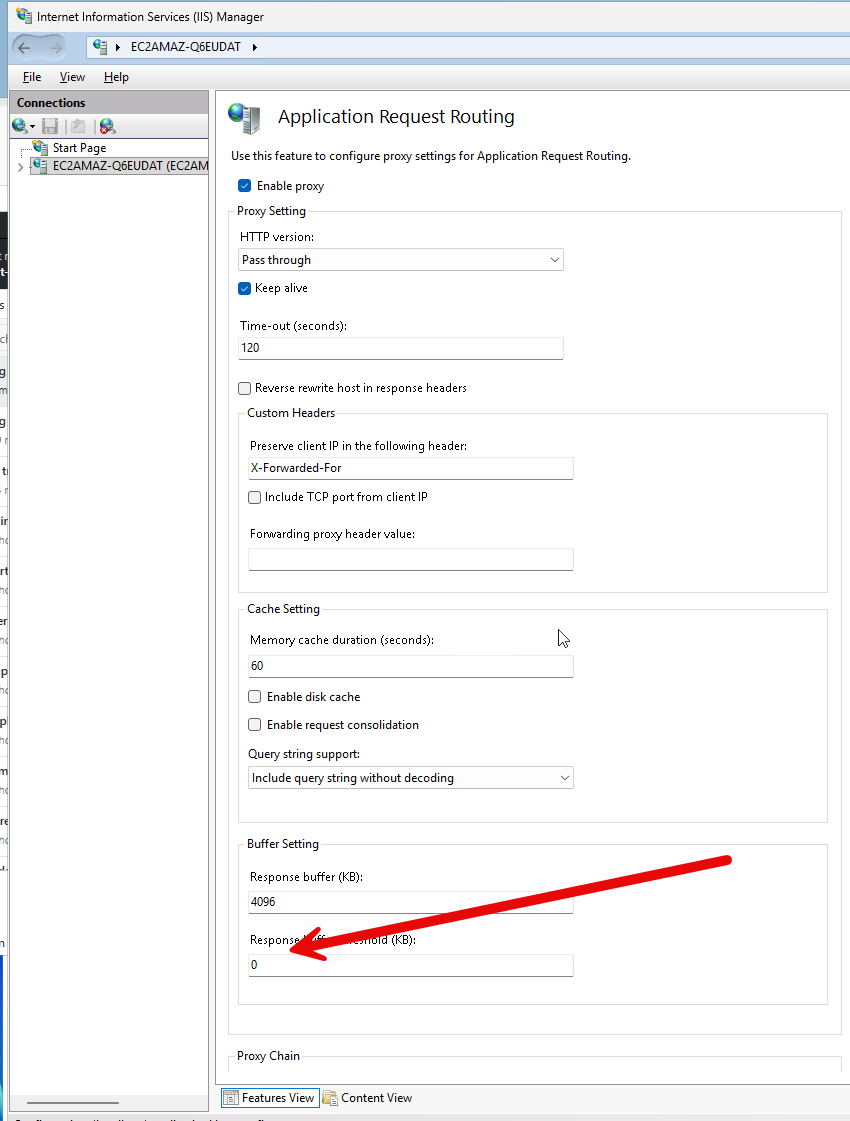 Internet Information Services (IIS) Manager
EC2AMAZ-Q6EUDAT
File View Help
Connections
Start Page
EC2AMAZ-Q6EUDAT (EC2AM
Application Request Routing
Use this feature to configure proxy settings for Application Request Routing.
Enable proxy
Proxy Setting
HTTP version:
Pass through
Keep alive
Time-out (seconds):
120
Reverse rewrite host in response headers
Custom Headers
Preserve client IP in the following header:
X-Forwarded-For
Include TCP port from client IP
Forwarding proxy header value:
Cache Setting
Memory cache duration (seconds):
60
Enable disk cache
Enable request consolidation
Query string support:
Include query string without decoding
Buffer Setting
Response buffer (KB):
4096
Response buffer threshold (KB):
0
Proxy Chain
Features View Content View